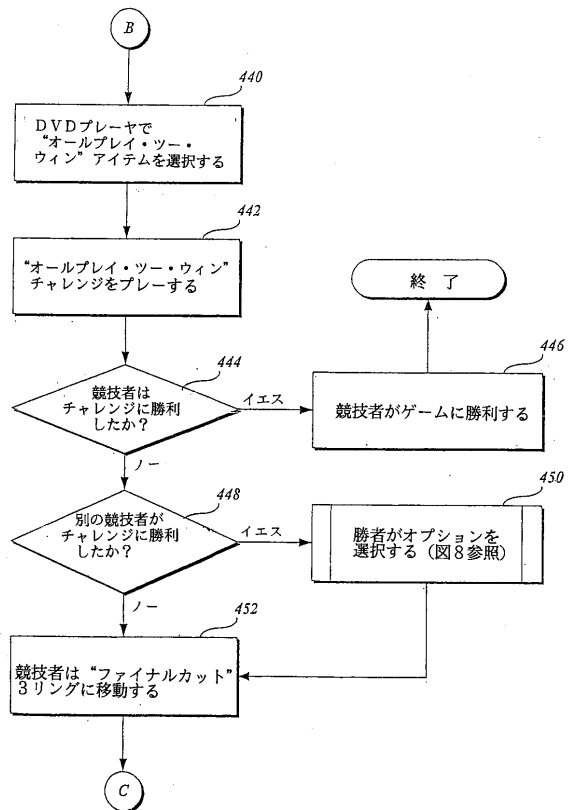 B
440
DVDプレーヤで
“オールプレイ・ツー・
ウィン”アイテムを選択する
442
“オールプレイ・ツー・ウィン”
チャレンジをプレーする
終 了
444
競技者は
チャレンジに勝利
したか？
イエス
446
競技者がゲームに勝利する
ノー
448
別の競技者が
チャレンジに勝利
したか？
イエス
450
勝者がオプションを
選択する（図8参照）
ノー
452
競技者は“ファイナルカット”
3リングに移動する
C